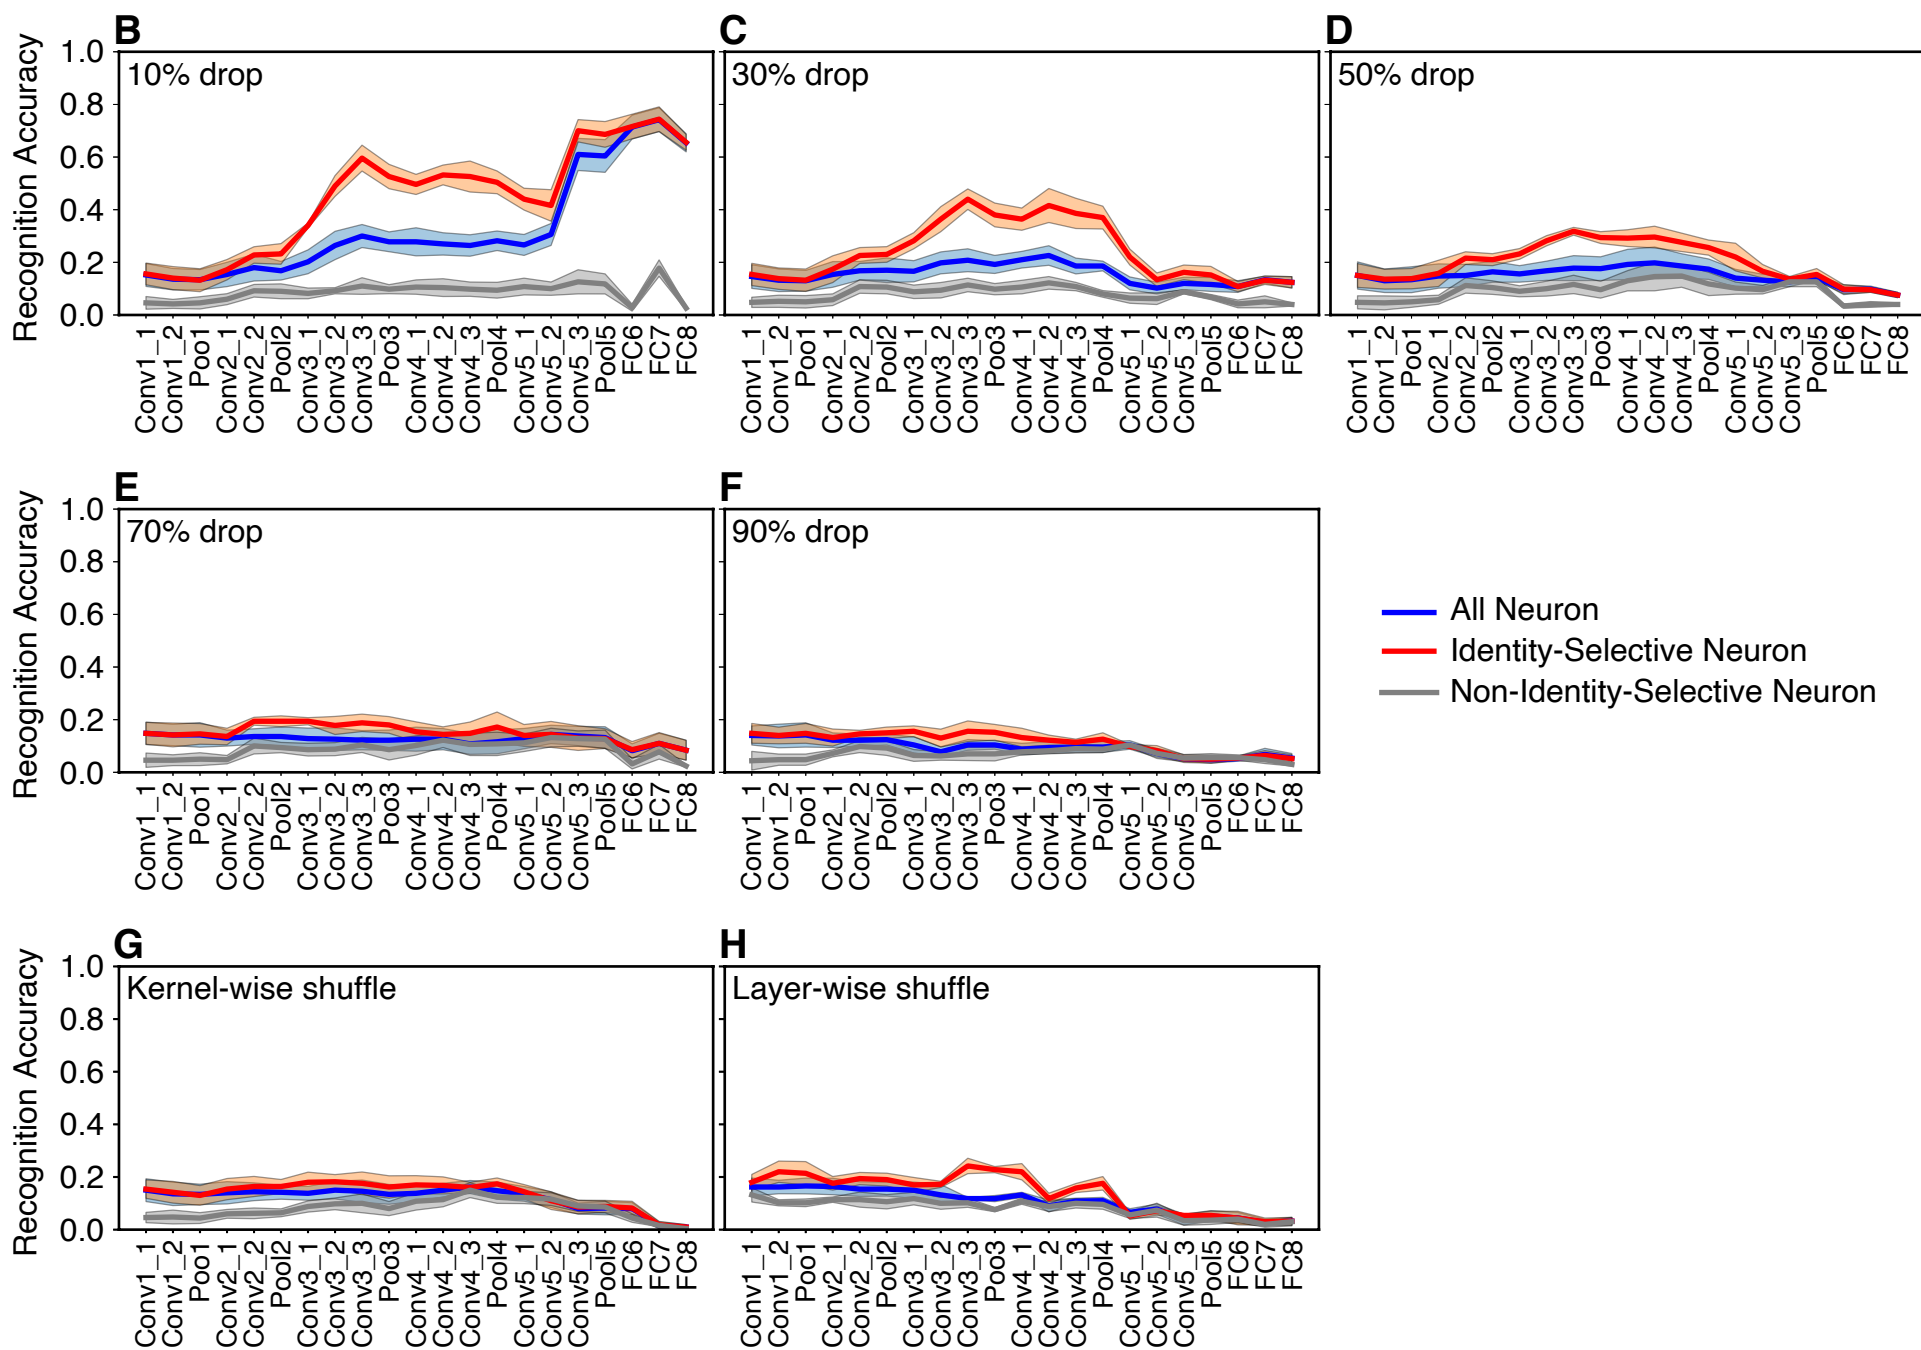 B
C
D
1.0
0.8
0.6
0.4
0.2
0.0
Recognition Accuracy
10% drop
30% drop
50% drop
Conv1_1
Conv1_2
Poo1
Conv2_1
Conv2_2
Pool2
Conv3_1
Conv3_2
Conv3_3
Poo3
Conv4_1
Conv4_2
Conv4_3
Pool4
Conv5_1
Conv5_2
Conv5_3
Pool5
FC6
FC7
FC8
Conv1_1
Conv1_2
Poo1
Conv2_1
Conv2_2
Pool2
Conv3_1
Conv3_2
Conv3_3
Poo3
Conv4_1
Conv4_2
Conv4_3
Pool4
Conv5_1
Conv5_2
Conv5_3
Pool5
FC6
FC7
FC8
Conv1_1
Conv1_2
Poo1
Conv2_1
Conv2_2
Pool2
Conv3_1
Conv3_2
Conv3_3
Poo3
Conv4_1
Conv4_2
Conv4_3
Pool4
Conv5_1
Conv5_2
Conv5_3
Pool5
FC6
FC7
FC8
E
F
1.0
0.8
0.6
0.4
0.2
0.0
Recognition Accuracy
70% drop
90% drop
All Neuron
Identity-Selective Neuron
Non-Identity-Selective Neuron
Conv1_1
Conv1_2
Poo1
Conv2_1
Conv2_2
Pool2
Conv3_1
Conv3_2
Conv3_3
Poo3
Conv4_1
Conv4_2
Conv4_3
Pool4
Conv5_1
Conv5_2
Conv5_3
Pool5
FC6
FC7
FC8
Conv1_1
Conv1_2
Poo1
Conv2_1
Conv2_2
Pool2
Conv3_1
Conv3_2
Conv3_3
Poo3
Conv4_1
Conv4_2
Conv4_3
Pool4
Conv5_1
Conv5_2
Conv5_3
Pool5
FC6
FC7
FC8
G
H
1.0
0.8
0.6
0.4
0.2
0.0
Recognition Accuracy
Kernel-wise shuffle
Layer-wise shuffle
Conv1_1
Conv1_2
Poo1
Conv2_1
Conv2_2
Pool2
Conv3_1
Conv3_2
Conv3_3
Poo3
Conv4_1
Conv4_2
Conv4_3
Pool4
Conv5_1
Conv5_2
Conv5_3
Pool5
FC6
FC7
FC8
Conv1_1
Conv1_2
Poo1
Conv2_1
Conv2_2
Pool2
Conv3_1
Conv3_2
Conv3_3
Poo3
Conv4_1
Conv4_2
Conv4_3
Pool4
Conv5_1
Conv5_2
Conv5_3
Pool5
FC6
FC7
FC8